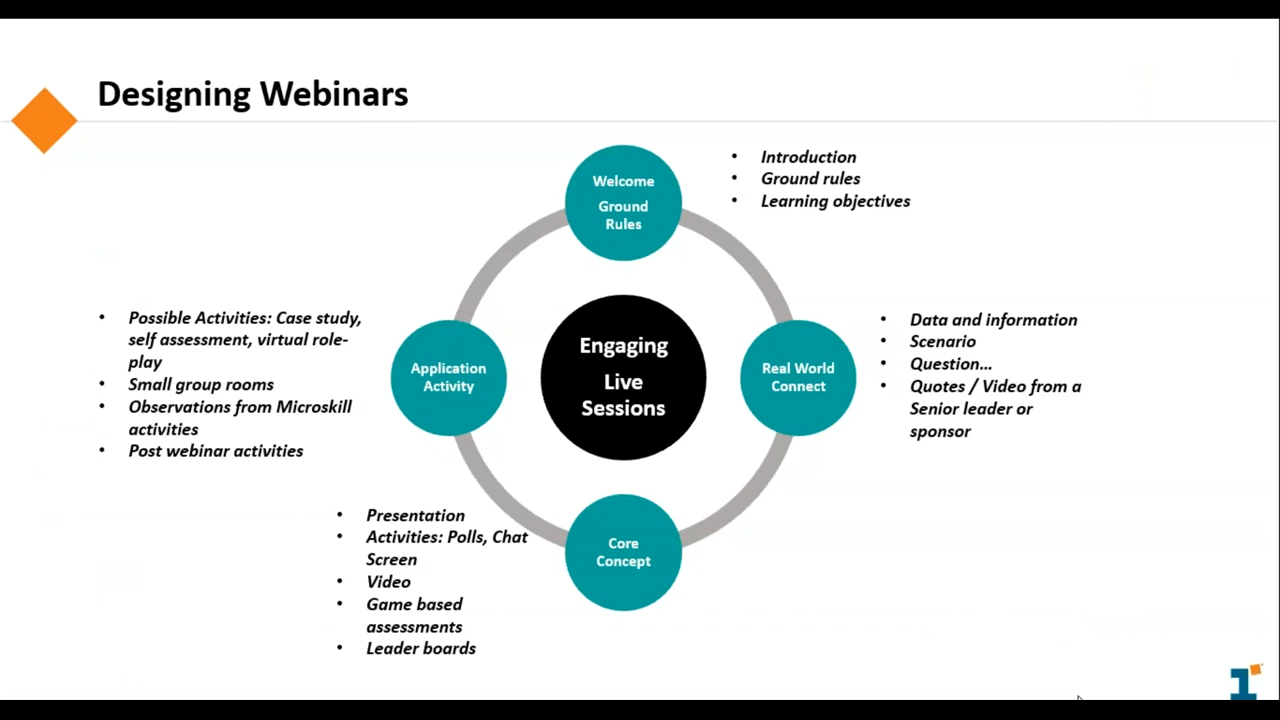 Designing Webinars
Welcome
Ground
Rules
• Introduction
• Ground rules
• Learning objectives
Engaging
Live
Sessions
Real World
Connect
• Data and information
• Scenario
• Question...
• Quotes / Video from a
Senior leader or
sponsor
Core
Concept
• Presentation
• Activities: Polls, Chat
Screen
• Video
• Game based
assessments
• Leader boards
Application
Activity
• Possible Activities: Case study,
self assessment, virtual role-
play
• Small group rooms
• Observations from Microskill
activities
• Post webinar activities
1